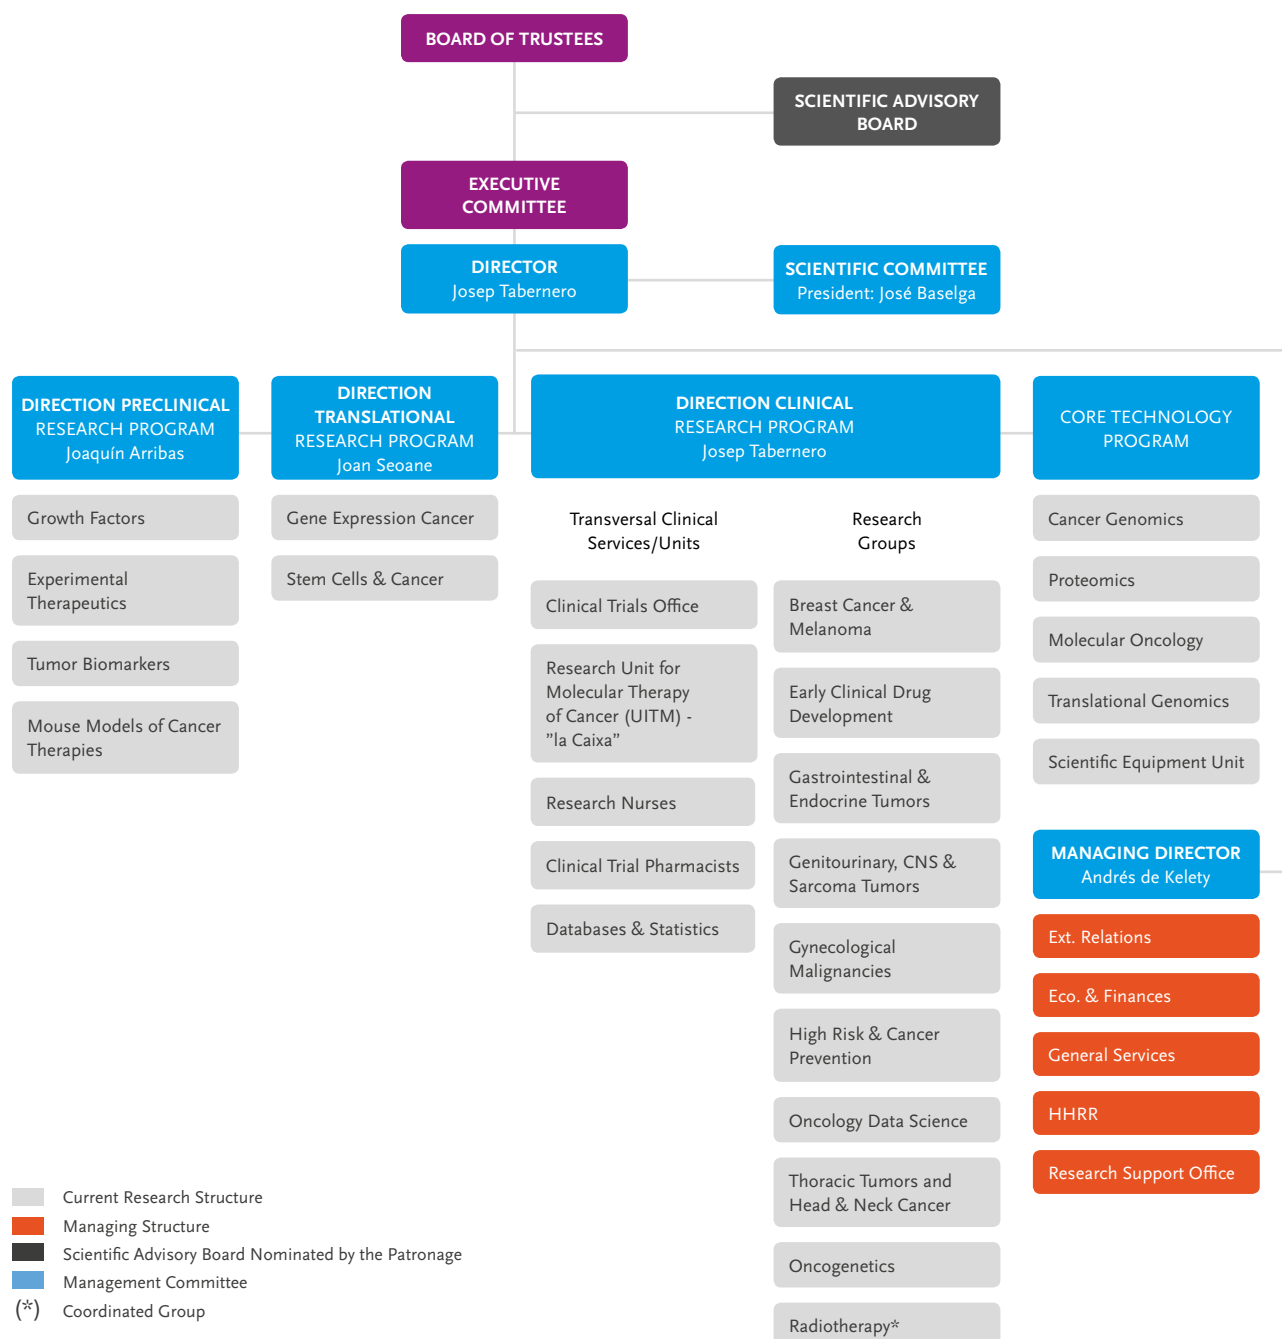 BOARD OF TRUSTEES
SCIENTIFIC ADVISORY
BOARD
EXECUTIVE
COMMITTEE
DIRECTOR
Josep Tabernero
SCIENTIFIC COMMITTEE
President: José Baselga
DIRECTION PRECLINICAL
RESEARCH PROGRAM
Joaquín Arribas
DIRECTION
TRANSLATIONAL
RESEARCH PROGRAM
Joan Seoane
DIRECTION CLINICAL
RESEARCH PROGRAM
Josep Tabernero
CORE TECHNOLOGY
PROGRAM
Growth Factors
Experimental
Therapeutics
Tumor Biomarkers
Mouse Models of Cancer
Therapies
Gene Expression Cancer
Stem Cells & Cancer
Transversal Clinical
Services/Units
Clinical Trials Office
Research Unit for
Molecular Therapy
of Cancer (UITM) -
”la Caixa”
Research Nurses
Clinical Trial Pharmacists
Databases & Statistics
Research
Groups
Breast Cancer &
Melanoma
Early Clinical Drug
Development
Gastrointestinal &
Endocrine Tumors
Genitourinary, CNS &
Sarcoma Tumors
Gynecological
Malignancies
High Risk & Cancer
Prevention
Oncology Data Science
Thoracic Tumors and
Head & Neck Cancer
Oncogenetics
Radiotherapy*
Cancer Genomics
Proteomics
Molecular Oncology
Translational Genomics
Scientific Equipment Unit
MANAGING DIRECTOR
Andrés de Kelety
Ext. Relations
Eco. & Finances
General Services
HHRR
Research Support Office
Current Research Structure
Managing Structure
Scientific Advisory Board Nominated by the Patronage
Management Committee
(*) Coordinated Group